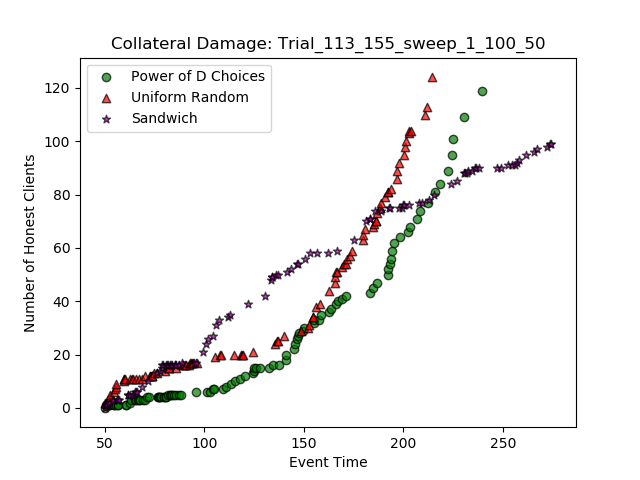 Collateral Damage: Trial_113_155_sweep_1_100_50
Power of D Choices
Uniform Random
Sandwich
Number of Honest Clients
120
100
80
60
40
20
0
50 100 150 200 250
Event Time